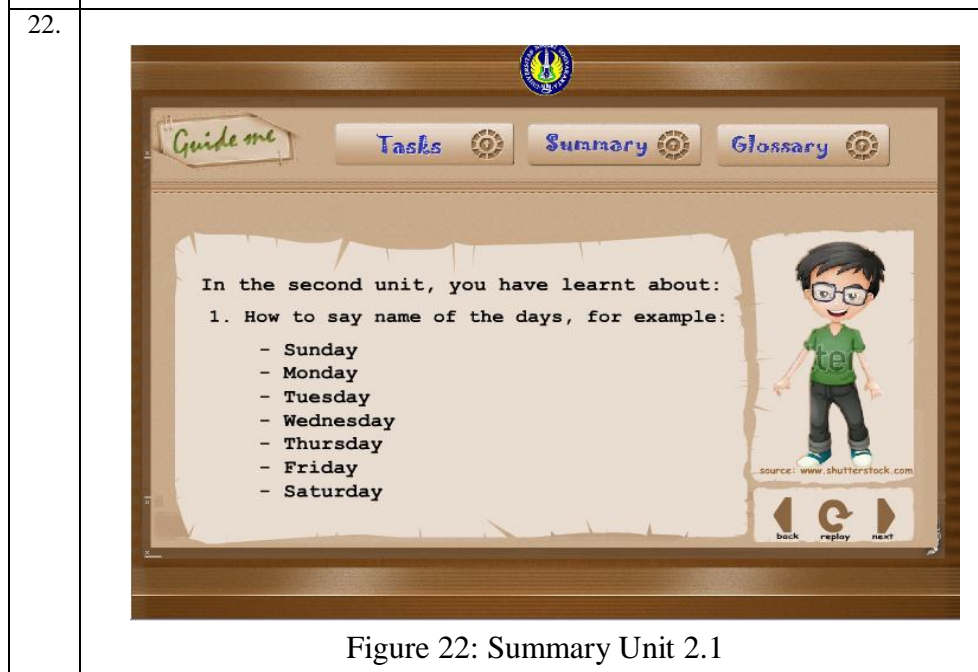 22.
Guide me
Tasks
Summary
Glossary
In the second unit, you have learnt about:
1. How to say name of the days, for example:
- Sunday
- Monday
- Tuesday
- Wednesday
- Thursday
- Friday
- Saturday
source: www.shutterstock.com
back replay next
Figure 22: Summary Unit 2.1